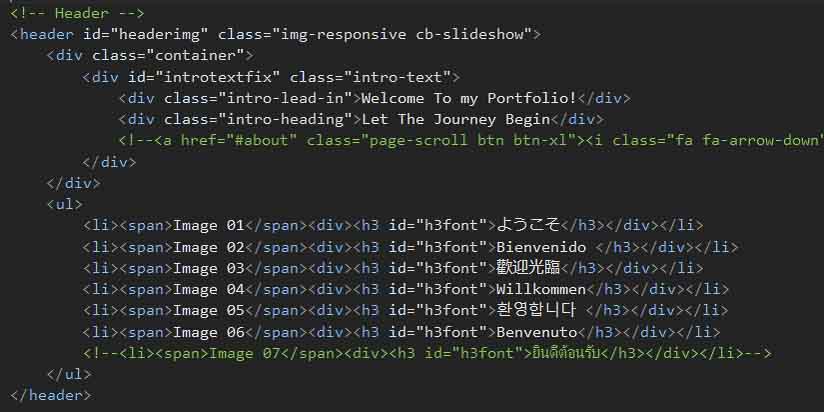 <!-- Header -->
<header id="headerimg" class="img-responsive cb-slideshow">
<div class="container">
<div id="introtextfix" class="intro-text">
<div class="intro-lead-in">Welcome To my Portfolio!</div>
<div class="intro-heading">Let The Journey Begin</div>
<!--<a href="#about" class="page-scroll btn btn-xl"><i class="fa fa-arrow-down"
</div>
</div>
<ul>
<li><span>Image 01</span><div><h3 id="h3font">ようこそ</h3></div></li>
<li><span>Image 02</span><div><h3 id="h3font">Bienvenido </h3></div></li>
<li><span>Image 03</span><div><h3 id="h3font">歡迎光臨</h3></div></li>
<li><span>Image 04</span><div><h3 id="h3font">Willkommen</h3></div></li>
<li><span>Image 05</span><div><h3 id="h3font">환영합니다 </h3></div></li>
<li><span>Image 06</span><div><h3 id="h3font">Benvenuto</h3></div></li>
<!--<li><span>Image 07</span><div><h3 id="h3font">ยินดีต้อนรับ</h3></div></li>-->
</ul>
</header>